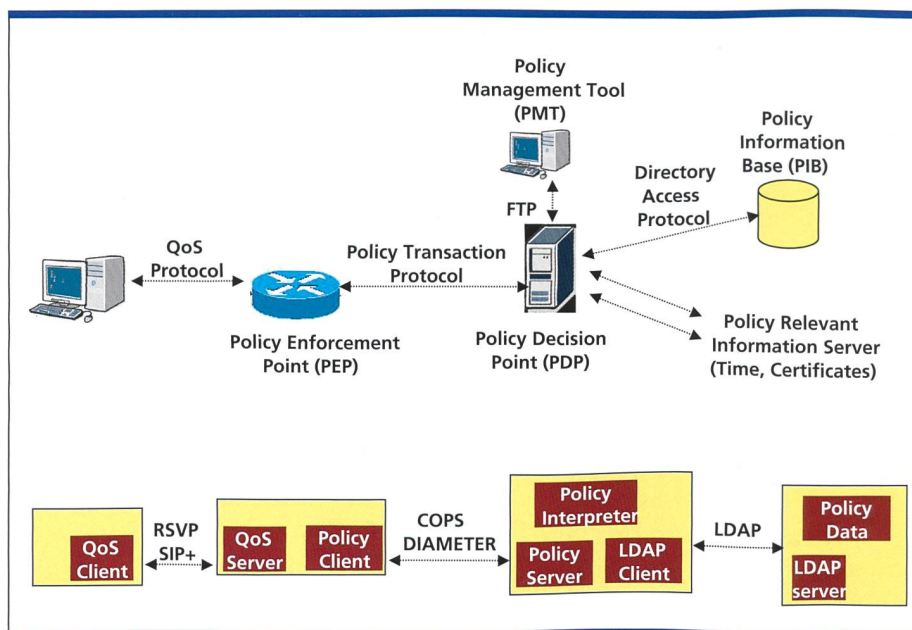 Policy
Management Tool
(PMT)
Policy
Information
Base (PIB)
Directory
Access
Protocol
FTP
QoS
Protocol
Policy Transaction
Protocol
Policy Enforcement
Point (PEP)
Policy Decision
Point (PDP)
Policy Relevant
Information Server
(Time, Certificates)
QoS
Client
RSVP
SIP+
QoS
Server
Policy
Client
COPS
DIAMETER
Policy
Interpreter
Policy
Server
LDAP
Client
LDAP
Policy
Data
LDAP
server